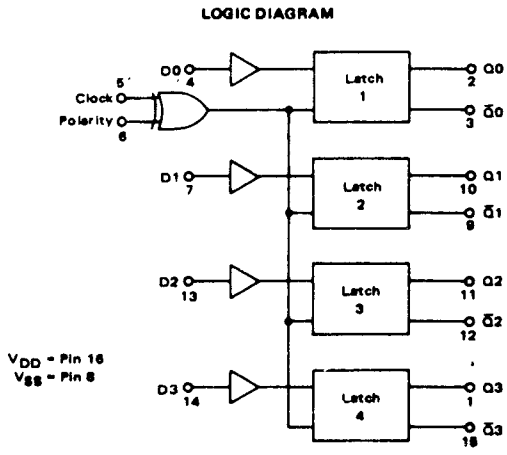 LOGIC DIAGRAM
D0
4
Latch
1
Q0
2
Q̅0
3
5
Clock
Polarity
6
D1
7
Latch
2
Q1
10
Q̅1
9
D2
13
Latch
3
Q2
11
Q̅2
12
VDD = Pin 16
VSS = Pin 8
D3
14
Latch
4
Q3
1
Q̅3
15